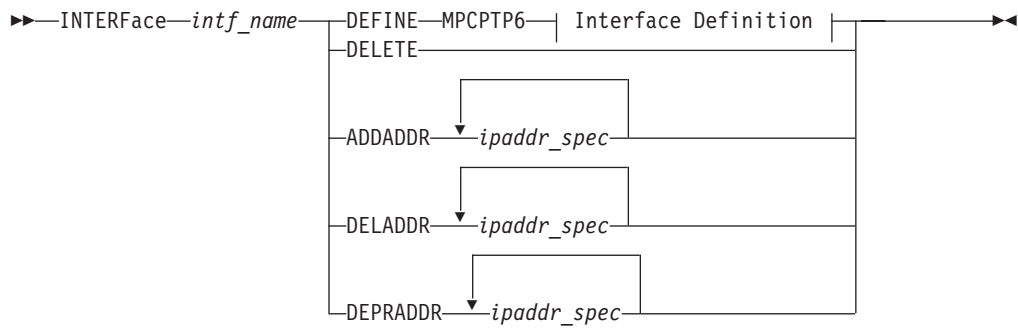 INTERFace intf_name DEFINE MPCPTP6 Interface Definition
DELETE
ADDADDR ipaddr_spec
DELADDR ipaddr_spec
DEPRADDR ipaddr_spec